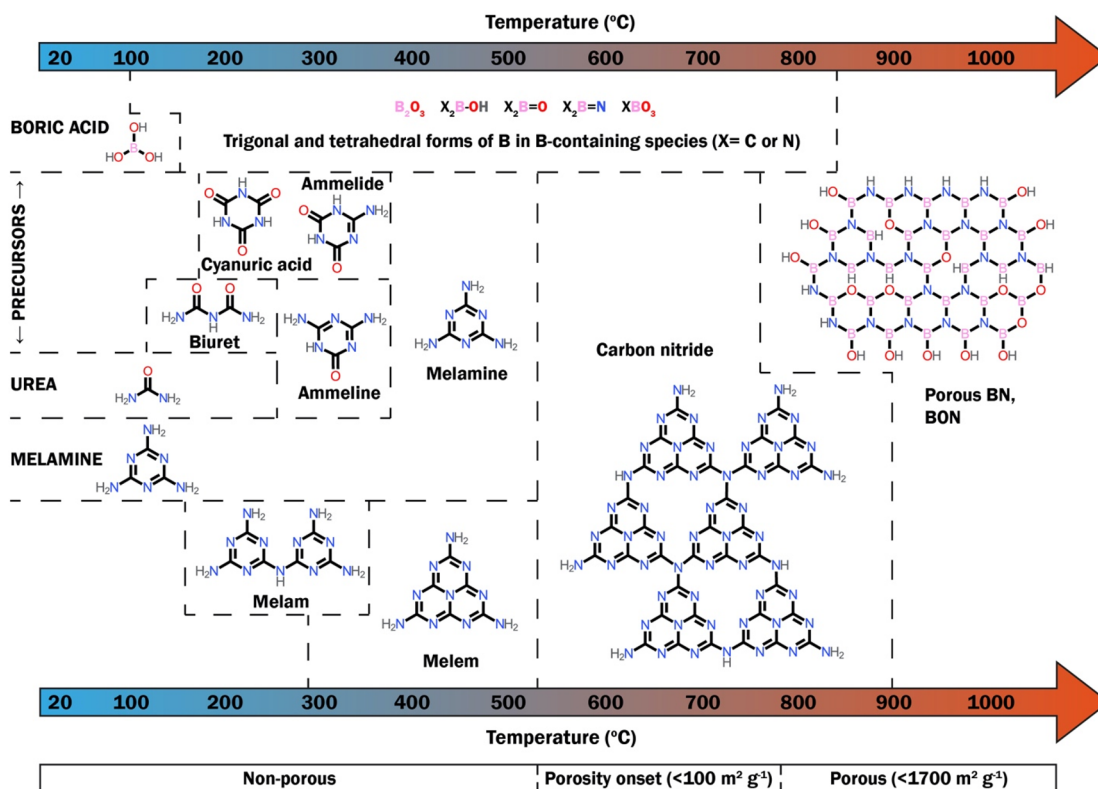 Temperature (ºC)
20 100 200 300 400 500 600 700 800 900 1000
B₂O₃ X₂B-OH X₂B=O X₂B=N XBO₃
Trigonal and tetrahedral forms of B in B-containing species (X= C or N)
BORIC ACID
← PRECURSORS →
Ammelide
Cyanuric acid
Biuret
Ammeline
Melamine
UREA
MELAMINE
Melam
Melem
Carbon nitride
Porous BN,
BON
20 100 200 300 400 500 600 700 800 900 1000
Temperature (ºC)
Non-porous Porosity onset (<100 m² g⁻¹) Porous (<1700 m² g⁻¹)